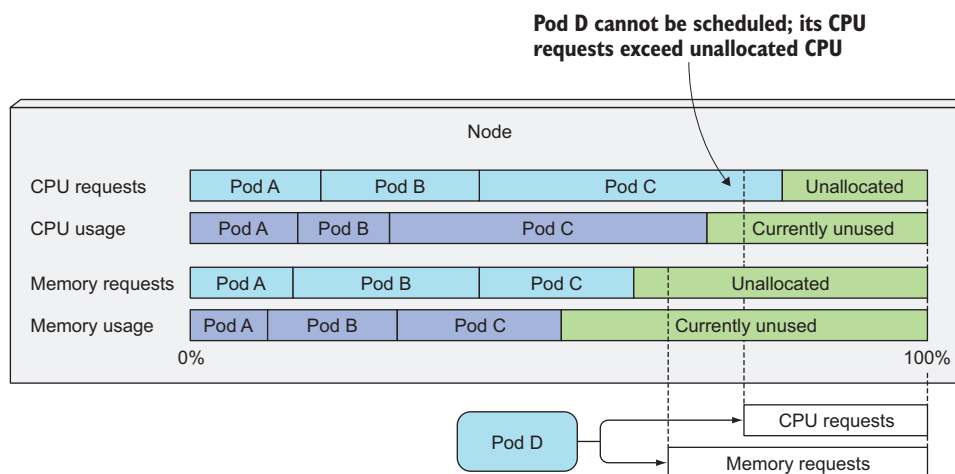 Pod D cannot be scheduled; its CPU
requests exceed unallocated CPU
Node
CPU requests Pod A Pod B Pod C Unallocated
CPU usage Pod A Pod B Pod C Currently unused
Memory requests Pod A Pod B Pod C Unallocated
Memory usage Pod A Pod B Pod C Currently unused
0% 100%
CPU requests
Pod D
Memory requests